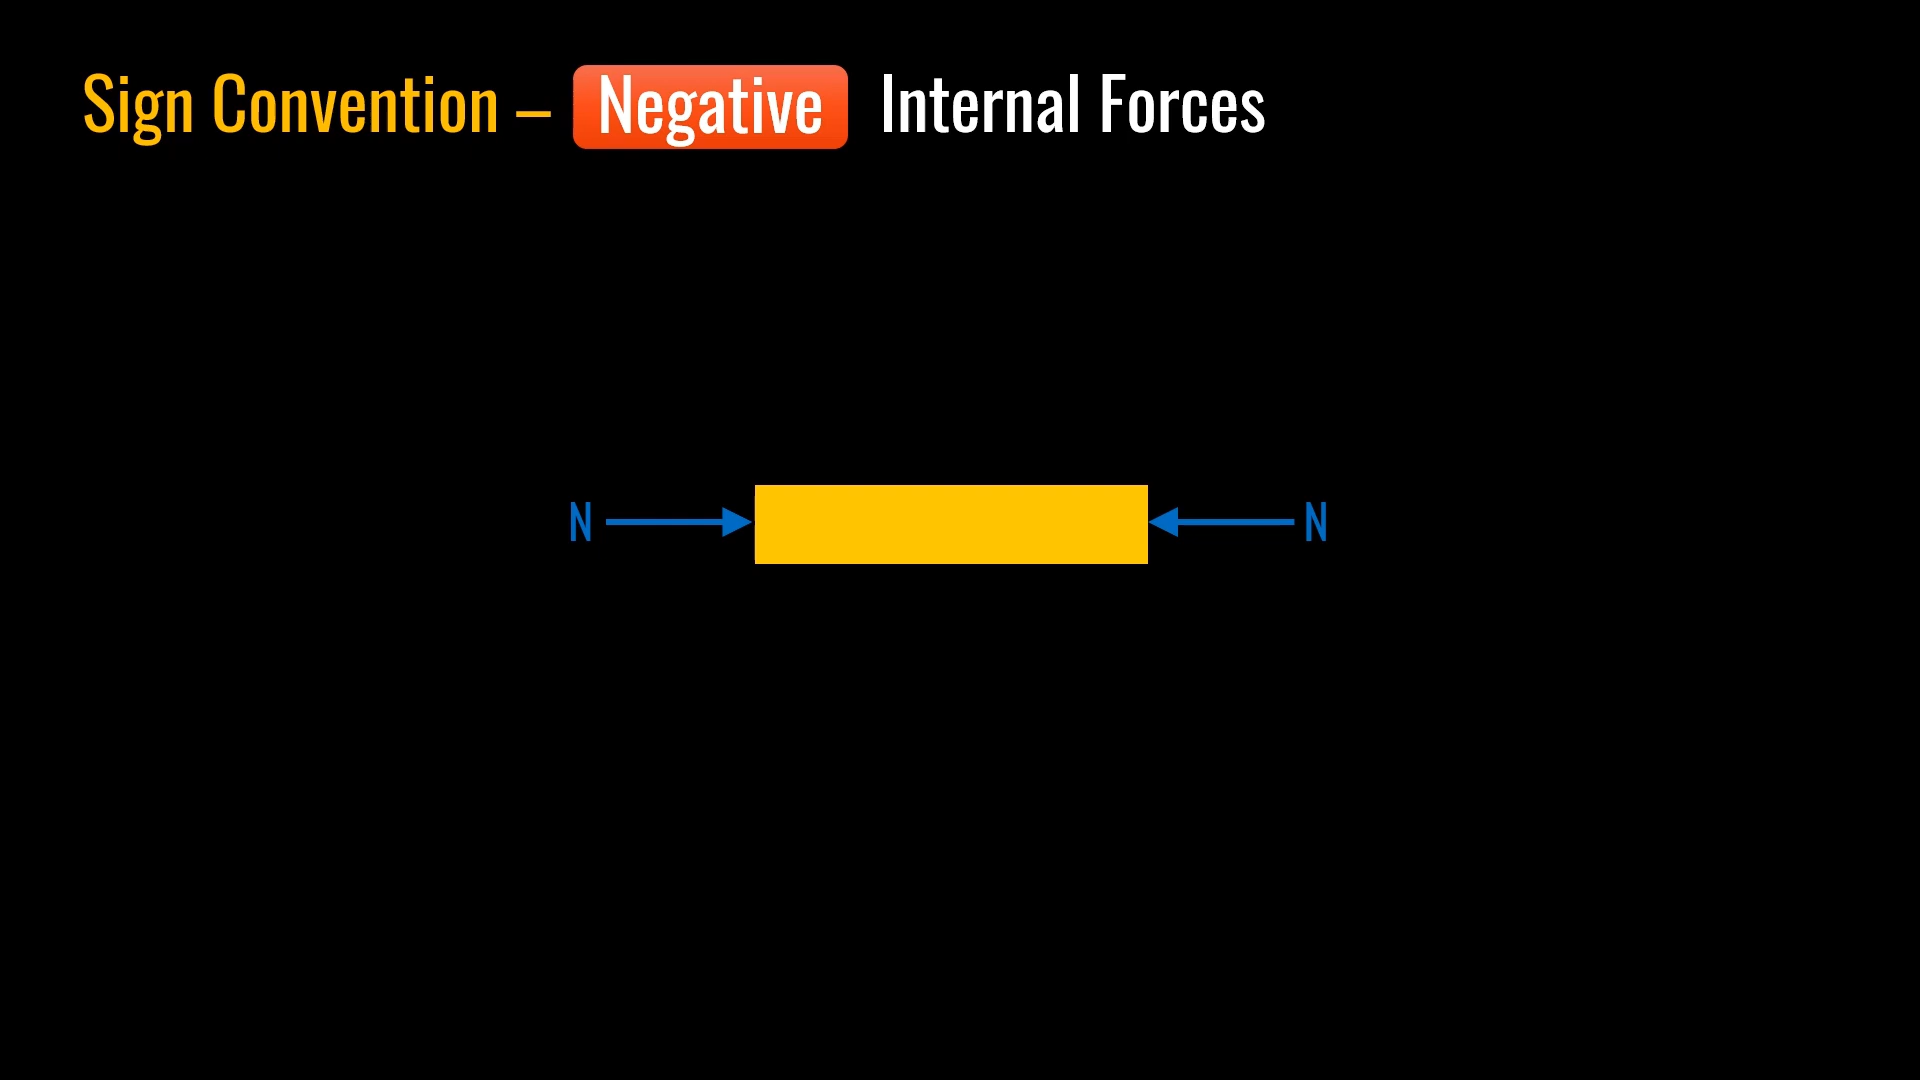 Sign Convention – Negative Internal Forces
N N